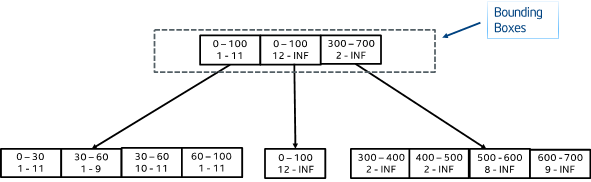 Bounding
Boxes
0 – 100 0 – 100 300 – 700
1 - 11 12 - INF 2 - INF
0 – 30 30 – 60 30 – 60 60 – 100
1 - 11 1 - 9 10 - 11 1 - 11
0 – 100
12 - INF
300 – 400 400 – 500 500 - 600 600 - 700
2 - INF 2 - INF 8 - INF 9 - INF